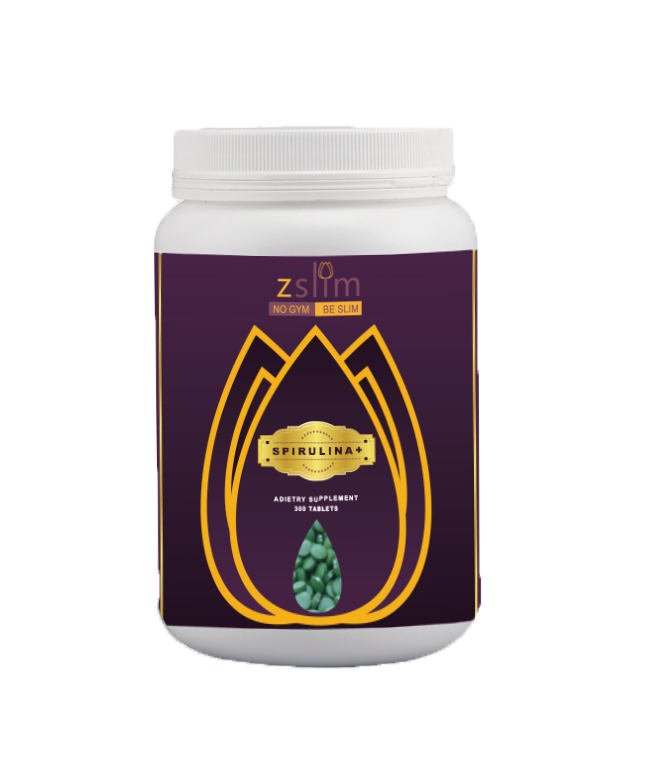 zslim
NO GYM BE SLIM
SPIRULINA+
ADIETRY SUPPLEMENT
300 TABLETS